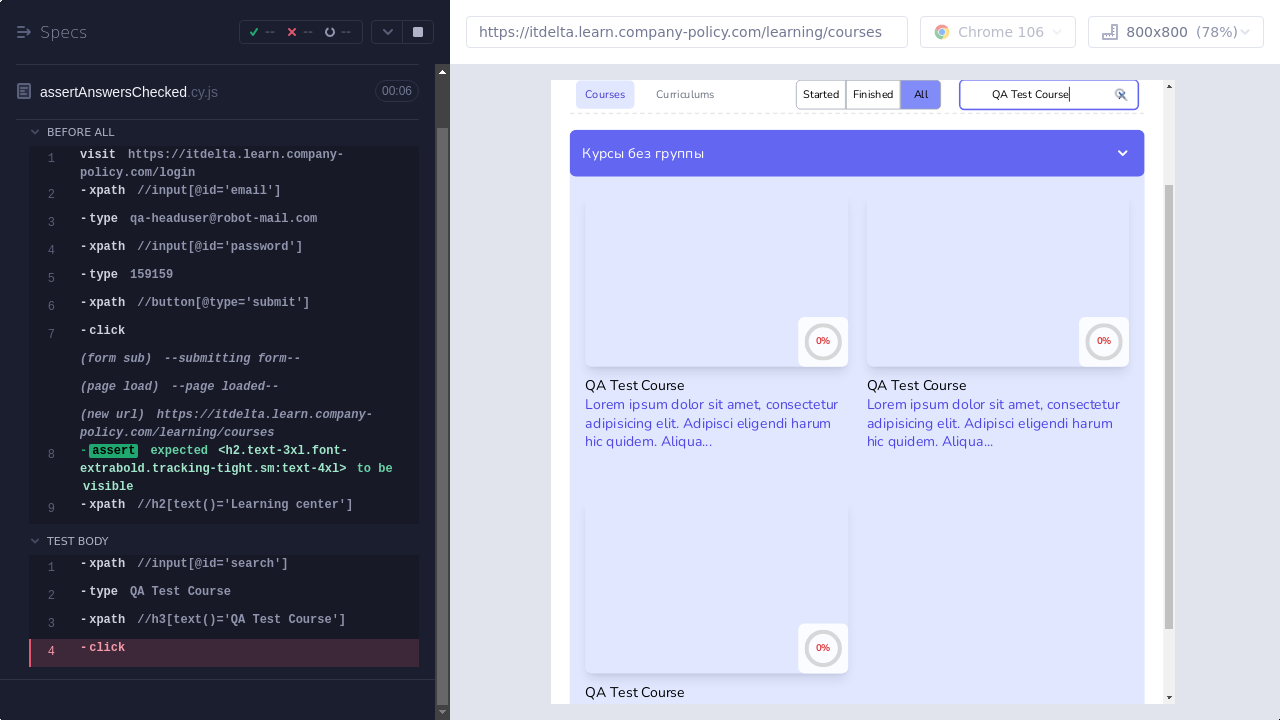 Specs
--
--
--
https://itdelta.learn.company-policy.com/learning/courses
Chrome 106
800x800 (78%)
assertAnswersChecked.cy.js
00:06
BEFORE ALL
1 visit https://itdelta.learn.company-
policy.com/login
2 -xpath //input[@id='email']
3 -type qa-headuser@robot-mail.com
4 -xpath //input[@id='password']
5 -type 159159
6 -xpath //button[@type='submit']
7 -click
(form sub) --submitting form--
(page load) --page loaded--
(new url) https://itdelta.learn.company-
policy.com/learning/courses
8 -assert expected <h2.text-3xl.font-
extrabold.tracking-tight.sm:text-4xl> to be
visible
9 -xpath //h2[text()='Learning center']
TEST BODY
1 -xpath //input[@id='search']
2 -type QA Test Course
3 -xpath //h3[text()='QA Test Course']
4 -click
Courses
Curriculums
Started
Finished
All
QA Test Course
Курсы без группы
0%
QA Test Course
Lorem ipsum dolor sit amet, consectetur
adipisicing elit. Adipisci eligendi harum
hic quidem. Aliqua...
0%
QA Test Course
Lorem ipsum dolor sit amet, consectetur
adipisicing elit. Adipisci eligendi harum
hic quidem. Aliqua...
0%
QA Test Course